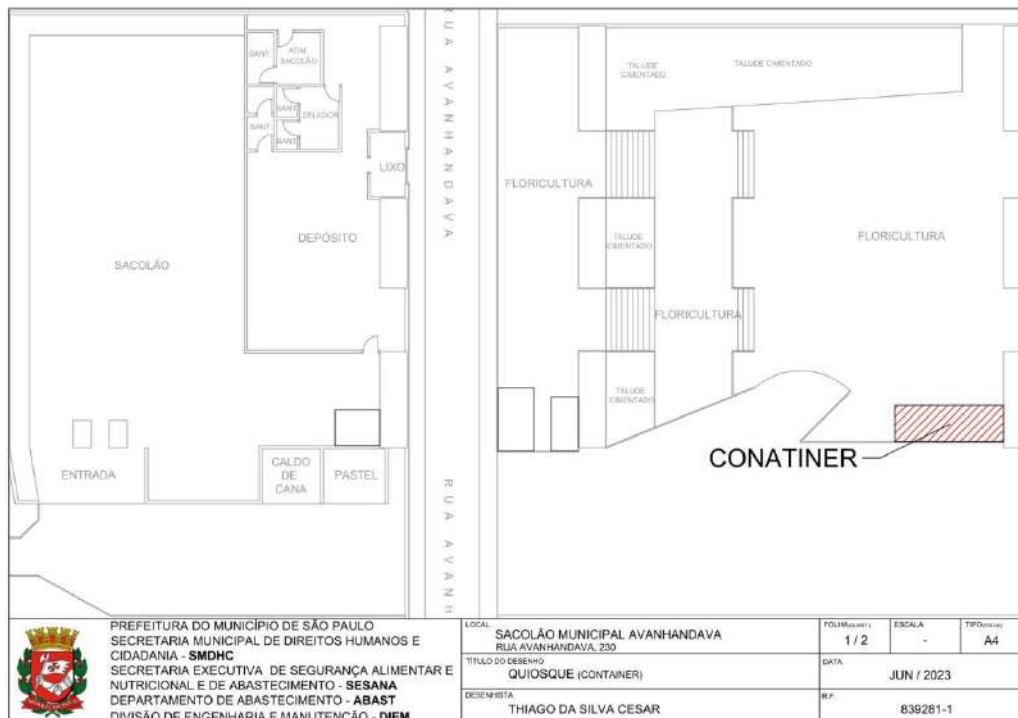 SANT.
ADM
SACOLÃO
SANT
ZELADOR
SANT.
SANT
LIXO
DEPÓSITO
SACOLÃO
ENTRADA
CALDO
DE
CANA
PASTEL
RUA AVANHANDAVA
RUA AVANH
TALUDE
CIMENTADO
TALUDE CIMENTADO
FLORICULTURA
TALUDE
CIMENTADO
FLORICULTURA
FLORICULTURA
TALUDE
CIMENTADO
CONATINER
PREFEITURA DO MUNICÍPIO DE SÃO PAULO
SECRETARIA MUNICIPAL DE DIREITOS HUMANOS E
CIDADANIA - SMDHC
SECRETARIA EXECUTIVA DE SEGURANÇA ALIMENTAR E
NUTRICIONAL E DE ABASTECIMENTO - SESANA
DEPARTAMENTO DE ABASTECIMENTO - ABAST
DIVISÃO DE ENGENHARIA E MANUTENÇÃO - DIEM
LOCAL
SACOLÃO MUNICIPAL AVANHANDAVA
RUA AVANHANDAVA, 230
TÍTULO DO DESENHO
QUIOSQUE (CONTAINER)
DESENHISTA
THIAGO DA SILVA CESAR
FOLHA
1 / 2
ESCALA
-
TIPO
A4
DATA
JUN / 2023
R.F.
839281-1